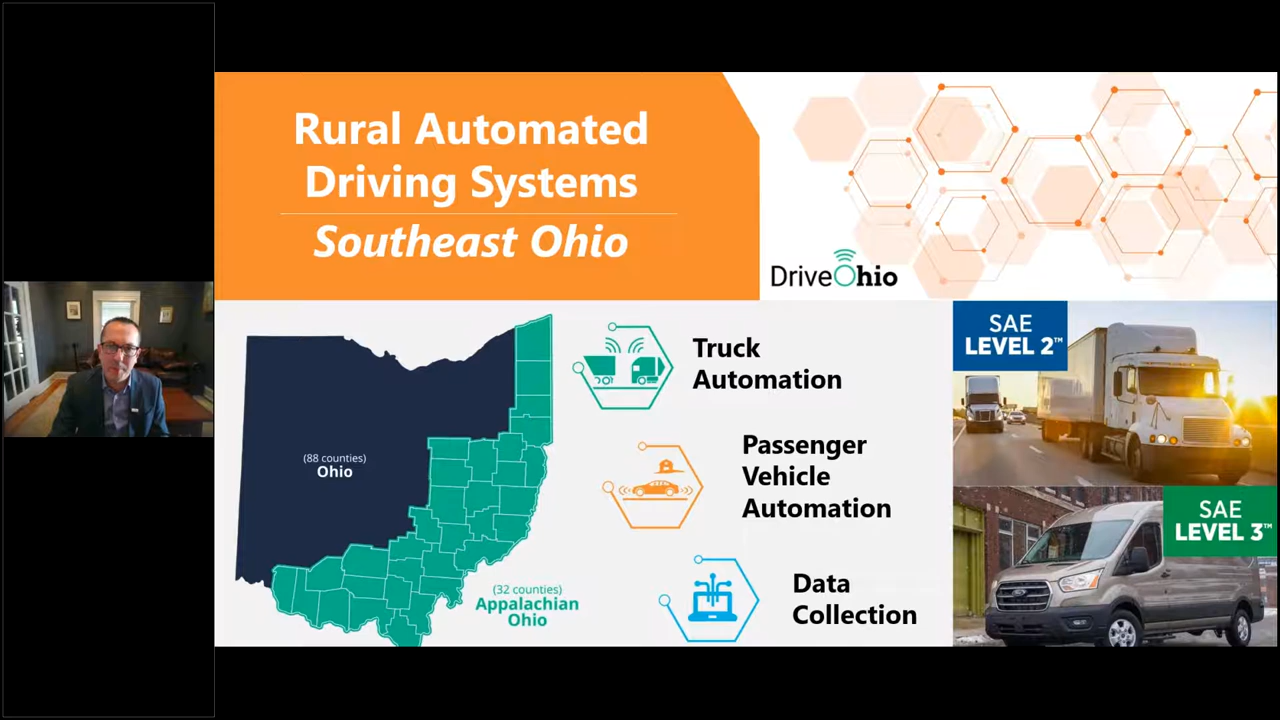 Rural Automated
Driving Systems
Southeast Ohio
DriveOhio
(88 counties)
Ohio
(32 counties)
Appalachian
Ohio
Truck
Automation
Passenger
Vehicle
Automation
Data
Collection
SAE
LEVEL 2™
SAE
LEVEL 3™